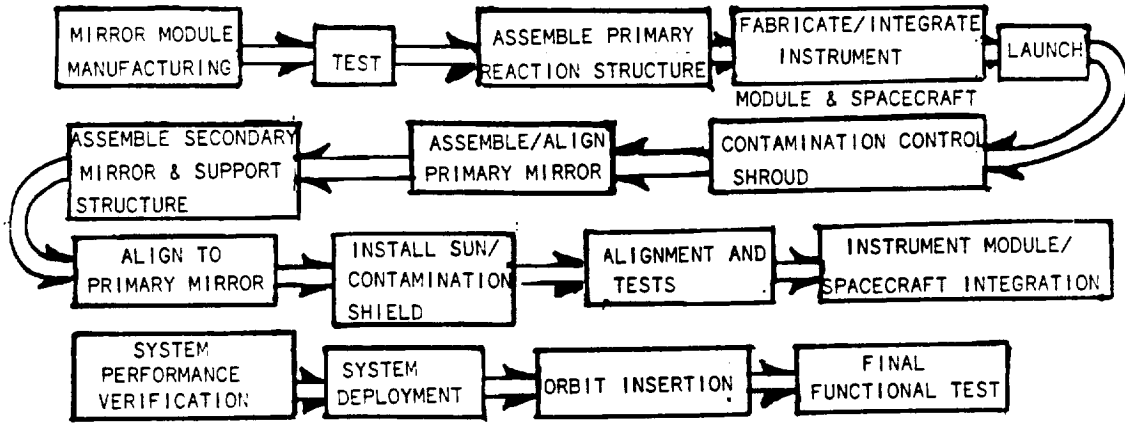 MIRROR MODULE
MANUFACTURING
TEST
ASSEMBLE PRIMARY
REACTION STRUCTURE
FABRICATE/INTEGRATE
INSTRUMENT
MODULE & SPACECRAFT
LAUNCH
CONTAMINATION CONTROL
SHROUD
ASSEMBLE/ALIGN
PRIMARY MIRROR
ASSEMBLE SECONDARY
MIRROR & SUPPORT
STRUCTURE
ALIGN TO
PRIMARY MIRROR
INSTALL SUN/
CONTAMINATION
SHIELD
ALIGNMENT AND
TESTS
INSTRUMENT MODULE/
SPACECRAFT INTEGRATION
SYSTEM
PERFORMANCE
VERIFICATION
SYSTEM
DEPLOYMENT
ORBIT INSERTION
FINAL
FUNCTIONAL TEST